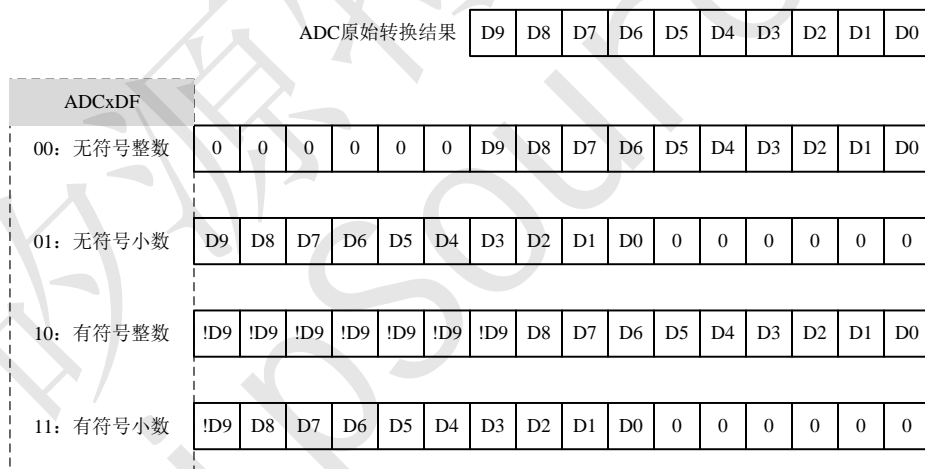 ADC原始转换结果 D9 D8 D7 D6 D5 D4 D3 D2 D1 D0
ADCxDF
00：无符号整数 0 0 0 0 0 0 D9 D8 D7 D6 D5 D4 D3 D2 D1 D0
01：无符号小数 D9 D8 D7 D6 D5 D4 D3 D2 D1 D0 0 0 0 0 0 0
10：有符号整数 !D9 !D9 !D9 !D9 !D9 !D9 !D9 D8 D7 D6 D5 D4 D3 D2 D1 D0
11：有符号小数 !D9 D8 D7 D6 D5 D4 D3 D2 D1 D0 0 0 0 0 0 0